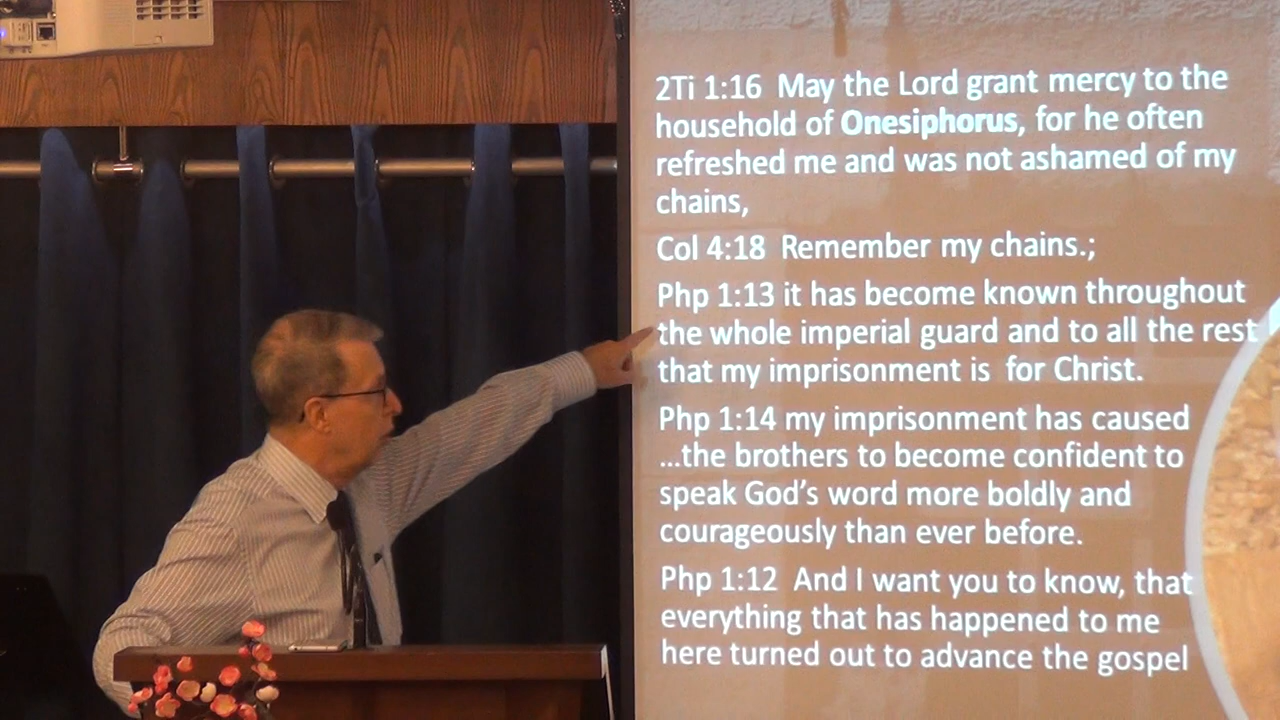 2Ti 1:16 May the Lord grant mercy to the
household of Onesiphorus, for he often
refreshed me and was not ashamed of my
chains,
Col 4:18 Remember my chains.;
Php 1:13 it has become known throughout
the whole imperial guard and to all the rest
that my imprisonment is for Christ.
Php 1:14 my imprisonment has caused
...the brothers to become confident to
speak God's word more boldly and
courageously than ever before.
Php 1:12 And I want you to know, that
everything that has happened to me
here turned out to advance the gospel